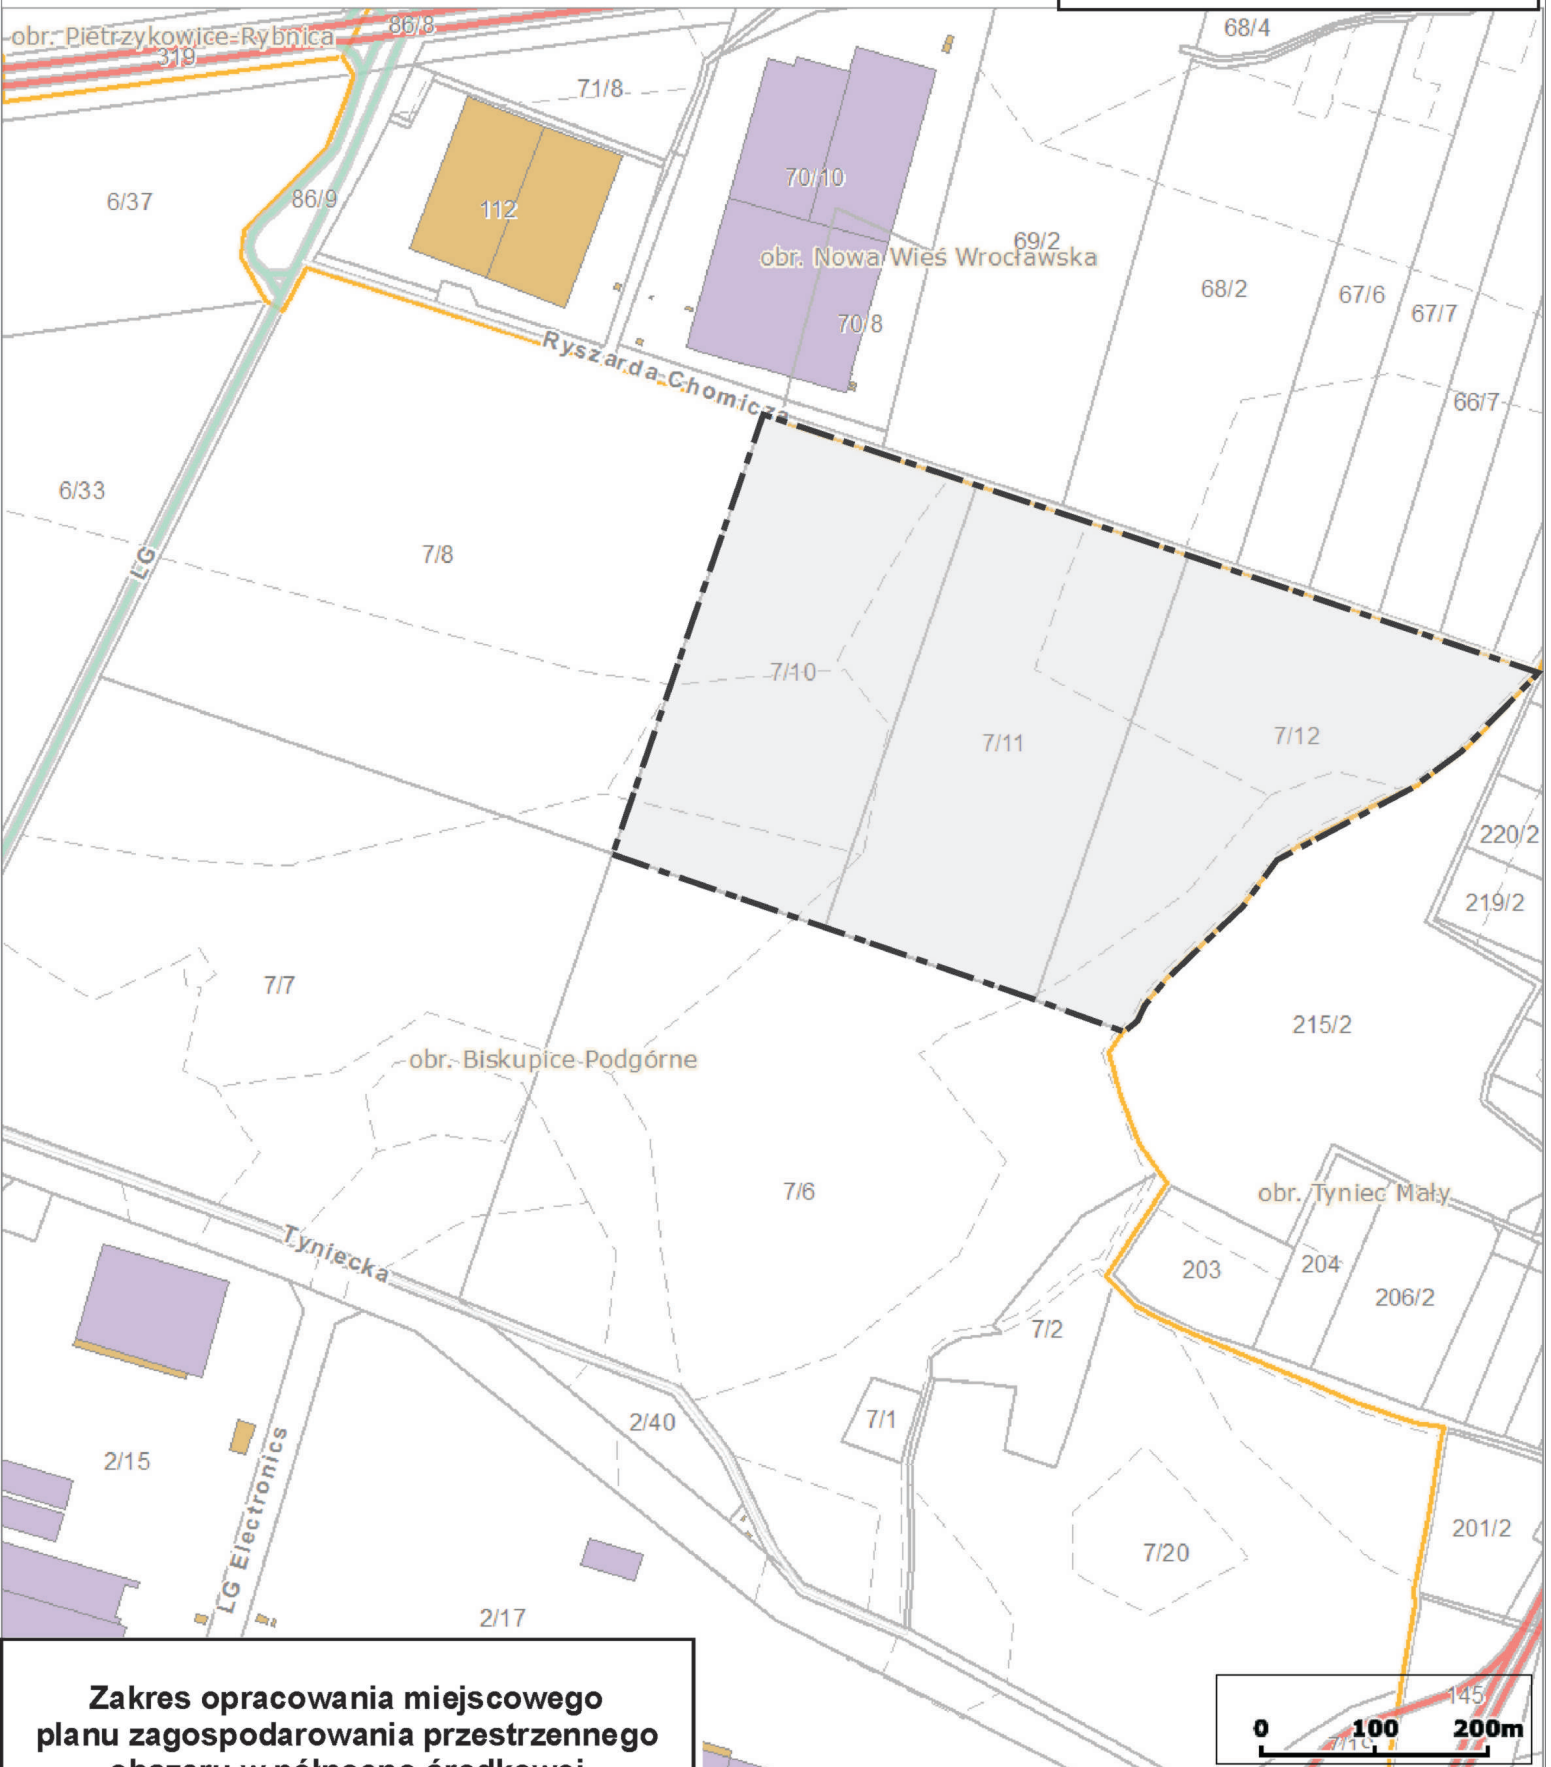 86/8
68/4
obr. Pietrzykowice-Rybnica
319
71/8
70/10
6/37
86/9
112
69/2
obr. Nowa Wieś Wrocławska
68/2
67/6
67/7
70/8
Ryszarda Chomicza
66/7
6/33
7/8
LG
7/10
7/11
7/12
220/2
219/2
7/7
215/2
obr. Biskupice-Podgórne
7/6
obr. Tyniec Mały
Tyniecka
203
204
206/2
7/2
7/1
2/40
2/15
LG Electronics
201/2
7/20
2/17
145
0 100 200m
Zakres opracowania miejscowego
planu zagospodarowania przestrzennego
obszaru w północno-środkowej